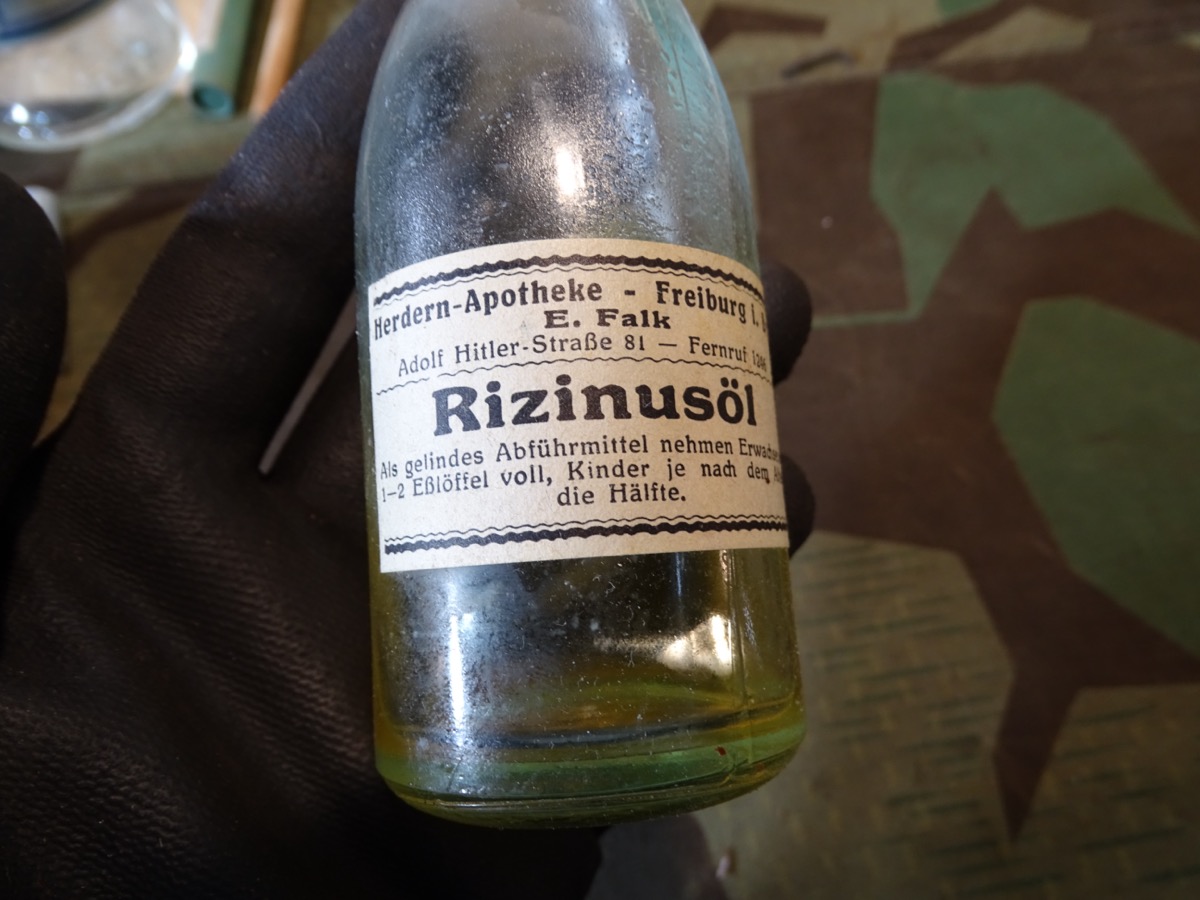 Herdern-Apotheke - Freiburg i.
E. Falk
Adolf Hitler-Straße 81 — Fernruf
Rizinusöl
Als gelindes Abführmittel nehmen
1–2 Eßlöffel voll, Kinder je nach dem
die Hälfte.